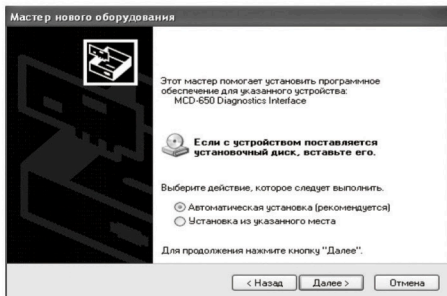 Мастер нового оборудования
Этот мастер помогает установить программное
обеспечение для указанного устройства:
MCD-650 Diagnostics Interface
Если с устройством поставляется
установочный диск, вставьте его.
Выберите действие, которое следует выполнить.
Автоматическая установка (рекомендуется)
Установка из указанного места
Для продолжения нажмите кнопку "Далее".
< Назад
Далее >
Отмена